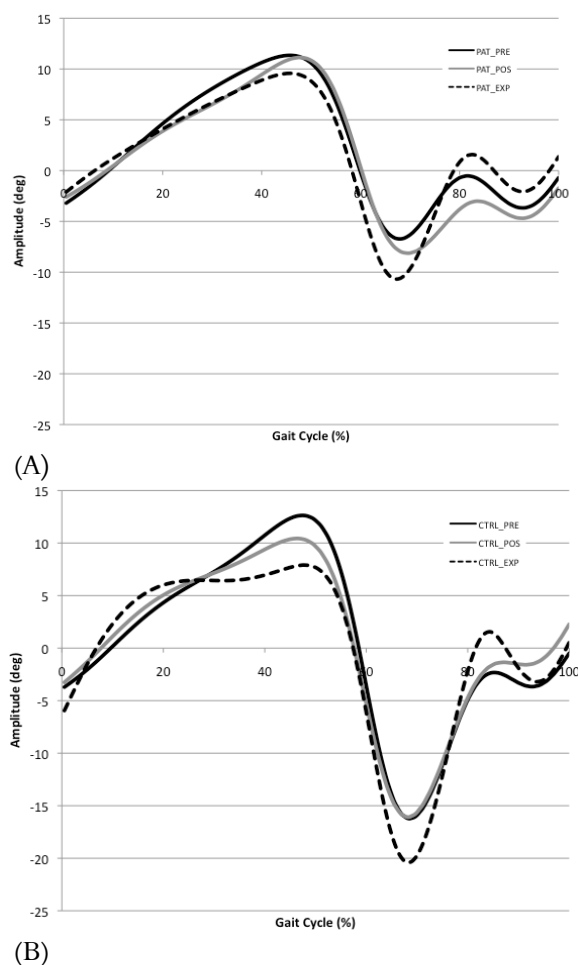 15
10
5
0
-5
-10
-15
-20
-25
0 20 40 60 80 100
Amplitude (deg)
Gait Cycle (%)
PAT_PRE
PAT_POS
PAT_EXP
(A)
15
10
5
0
-5
-10
-15
-20
-25
0 20 40 60 80 100
Amplitude (deg)
Gait Cycle (%)
CTRL_PRE
CTRL_POS
CTRL_EXP
(B)